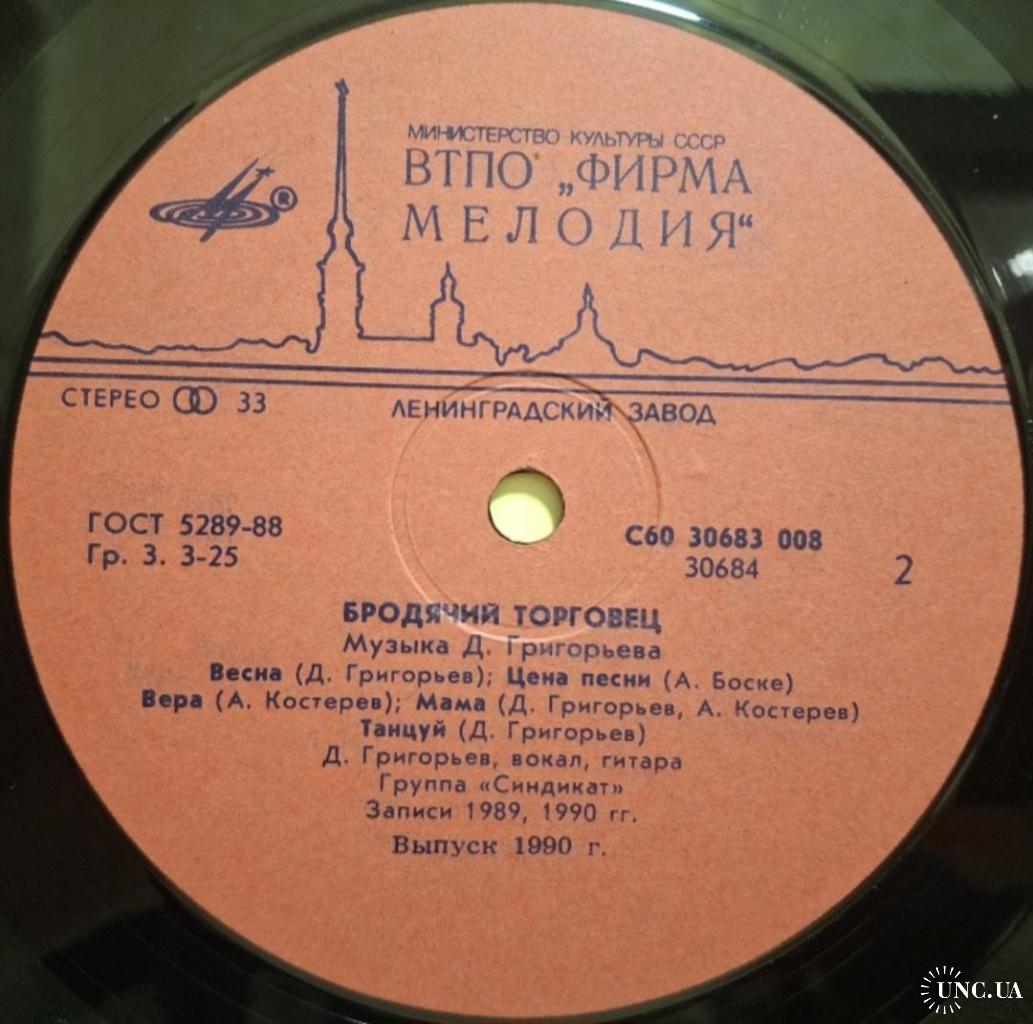 МИНИСТЕРСТВО КУЛЬТУРЫ СССР
ВТПО „ФИРМА
МЕЛОДИЯ“
®
СТЕРЕО 33
ЛЕНИНГРАДСКИЙ ЗАВОД
ГОСТ 5289-88
Гр. 3. 3-25
С60 30683 008
30684
2
БРОДЯЧИЙ ТОРГОВЕЦ
Музыка Д. Григорьева
Весна (Д. Григорьев); Цена песни (А. Боске)
Вера (А. Костерев); Мама (Д. Григорьев, А. Костерев)
Танцуй (Д. Григорьев)
Д. Григорьев, вокал, гитара
Группа «Синдикат»
Записи 1989, 1990 гг.
Выпуск 1990 г.
UNC.UA